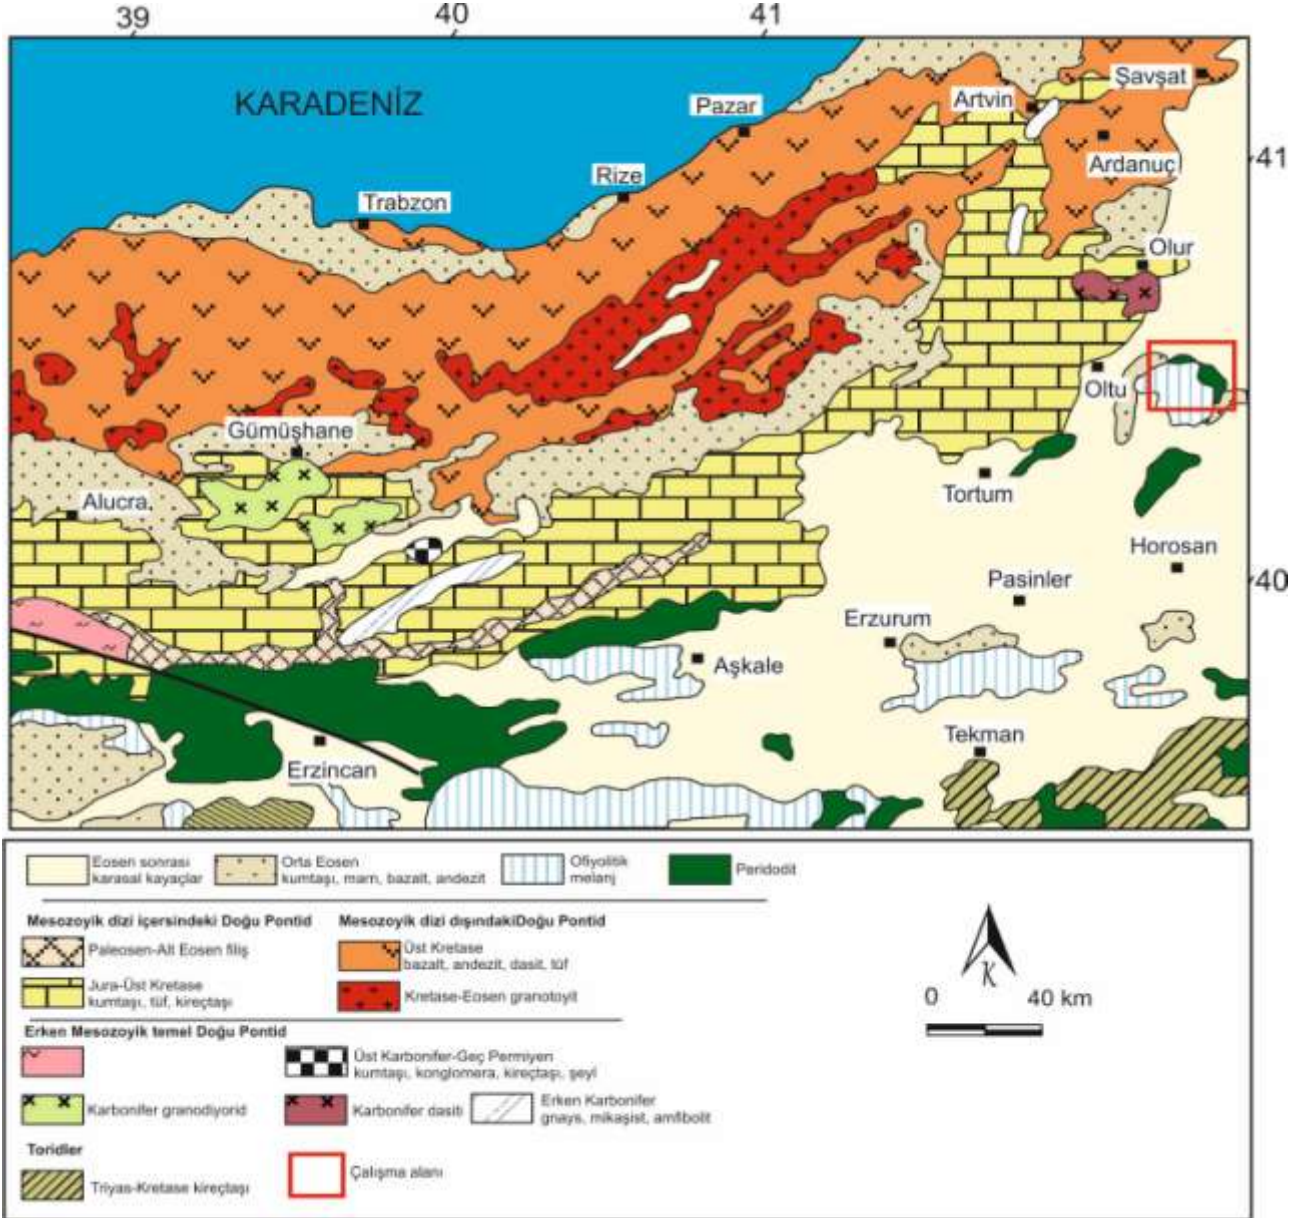 39
40
41
KARADENİZ
Pazar
Artvin
Şavşat
41
Ardanuç
Rize
Trabzon
Olur
Oltu
Gümüşhane
Alucra
Tortum
Horosan
40
Pasinler
Erzurum
Aşkale
Tekman
Erzincan
Eosen sonrası
karasal kayaçlar
Orta Eosen
kumtaşı, marn, bazalt, andezit
Ofiyolitik
melanj
Peridodit
Mesozoyik dizi içersindeki Doğu Pontid
Mesozoyik dizi dışındakiDoğu Pontid
Paleosen-Alt Eosen filiş
Üst Kretase
bazalt, andezit, dasit, tüf
Jura-Üst Kretase
kumtaşı, tüf, kireçtaşı
Kretase-Eosen granotoyit
K
0 40 km
Erken Mesozoyik temel Doğu Pontid
Üst Karbonifer-Geç Permiyen
kumtaşı, konglomera, kireçtaşı, şeyl
Karbonifer granodiyorid
Karbonifer dasiti
Erken Karbonifer
gnays, mikaşist, amfibolit
Toridler
Triyas-Kretase kireçtaşı
Çalışma alanı